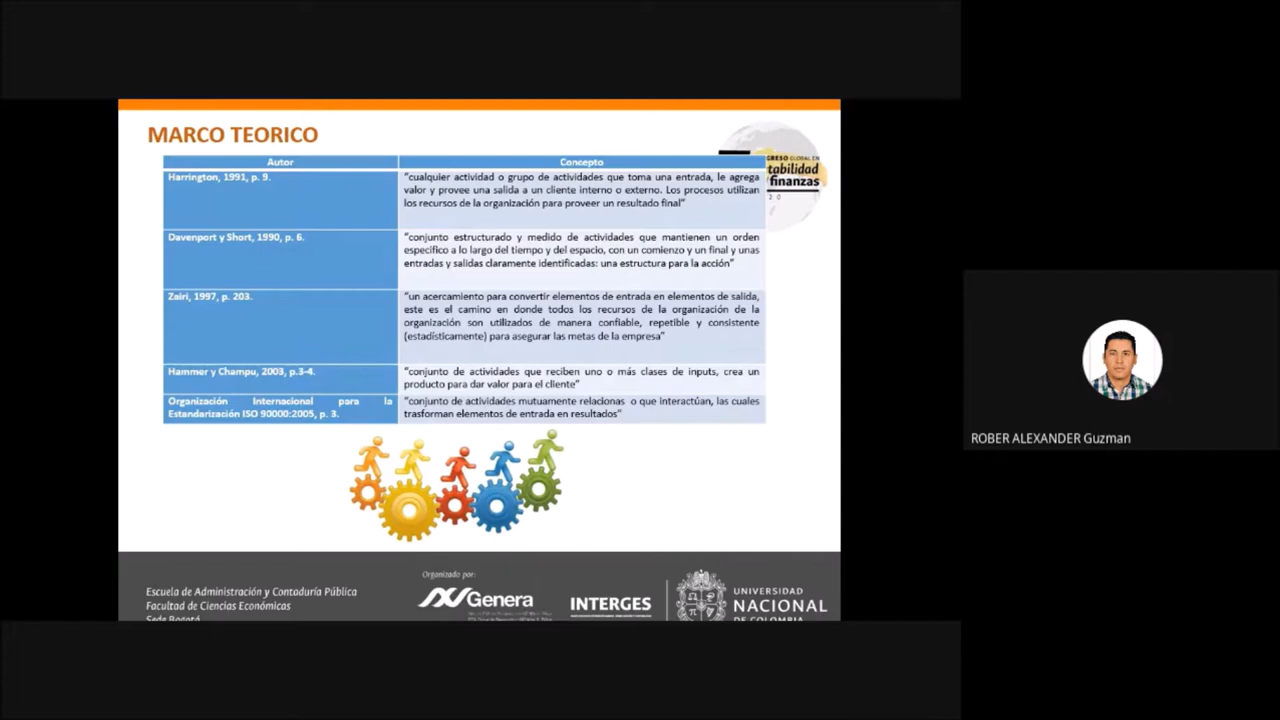 MARCO TEORICO
GRESO GLOBAL EN
tabilidad
finanzas
2 0
Autor
Concepto
Harrington, 1991, p. 9.
“cualquier actividad o grupo de actividades que toma una entrada, le agrega
valor y provee una salida a un cliente interno o externo. Los procesos utilizan
los recursos de la organización para proveer un resultado final”
Davenport y Short, 1990, p. 6.
“conjunto estructurado y medido de actividades que mantienen un orden
especifico a lo largo del tiempo y del espacio, con un comienzo y un final y unas
entradas y salidas claramente identificadas: una estructura para la acción”
Zairi, 1997, p. 203.
“un acercamiento para convertir elementos de entrada en elementos de salida,
este es el camino en donde todos los recursos de la organización de la
organización son utilizados de manera confiable, repetible y consistente
(estadísticamente) para asegurar las metas de la empresa”
Hammer y Champu, 2003, p.3-4.
“conjunto de actividades que reciben uno o más clases de inputs, crea un
producto para dar valor para el cliente”
Organización Internacional para la
Estandarización ISO 90000:2005, p. 3.
“conjunto de actividades mutuamente relacionas o que interactúan, las cuales
trasforman elementos de entrada en resultados”
ROBER ALEXANDER Guzman
Escuela de Administración y Contaduría Pública
Facultad de Ciencias Económicas
Sede Bogotá
Organizado por:
Genera
INTERGES
UNIVERSIDAD
NACIONAL
DE COLOMBIA